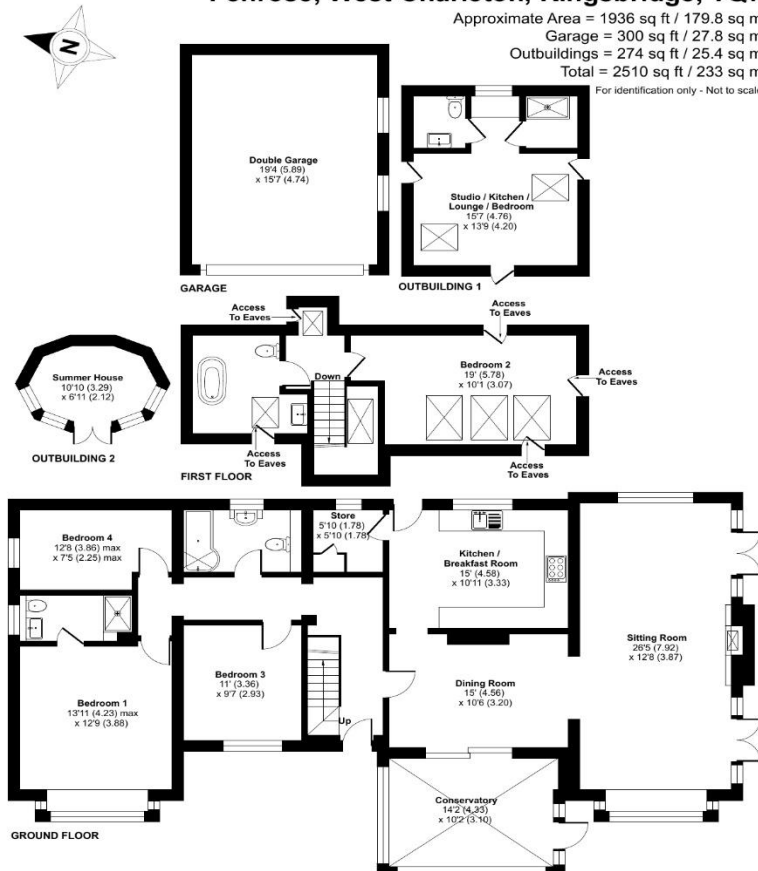 Penrose, West Charleton, Kingsbridge,
Approximate Area = 1936 sq ft / 179.8 sq m
Garage = 300 sq ft / 27.8 sq m
Outbuildings = 274 sq ft / 25.4 sq m
Total = 2510 sq ft / 233 sq m
For identification only - Not to scale
N
Double Garage
19'4 (5.89)
x 15'7 (4.74)
GARAGE
Studio / Kitchen /
Lounge / Bedroom
15'7 (4.76)
x 13'9 (4.20)
OUTBUILDING 1
Summer House
10'10 (3.29)
x 6'11 (2.12)
OUTBUILDING 2
Access
To Eaves
Access
To Eaves
Down
Bedroom 2
19' (5.78)
x 10'1 (3.07)
Access
To Eaves
Access
To Eaves
Access
To Eaves
FIRST FLOOR
Bedroom 4
12'8 (3.86) max
x 7'5 (2.25) max
Store
5'10 (1.78)
x 5'10 (1.78)
Kitchen /
Breakfast Room
15' (4.58)
x 10'11 (3.33)
Sitting Room
26'5 (7.92)
x 12'8 (3.87)
Bedroom 1
13'11 (4.23) max
x 12'9 (3.88)
Bedroom 3
11' (3.36)
x 9'7 (2.93)
Up
Dining Room
15' (4.56)
x 10'6 (3.20)
Conservatory
14'2 (4.33)
x 10'2 (3.10)
GROUND FLOOR